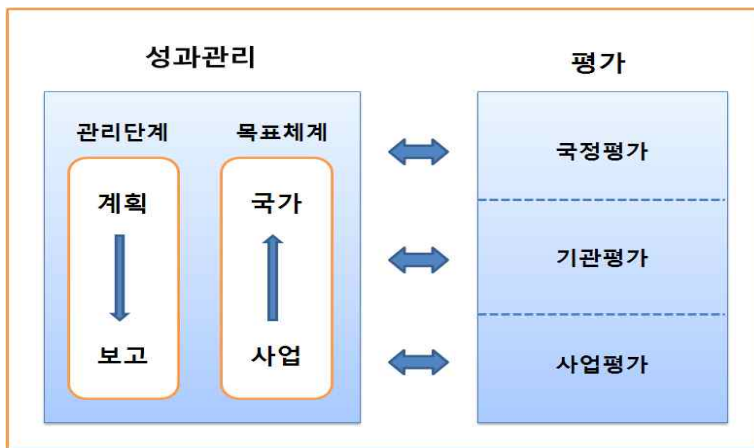 성과관리
평가
관리단계
목표체계
계획
보고
국가
사업
국정평가
기관평가
사업평가